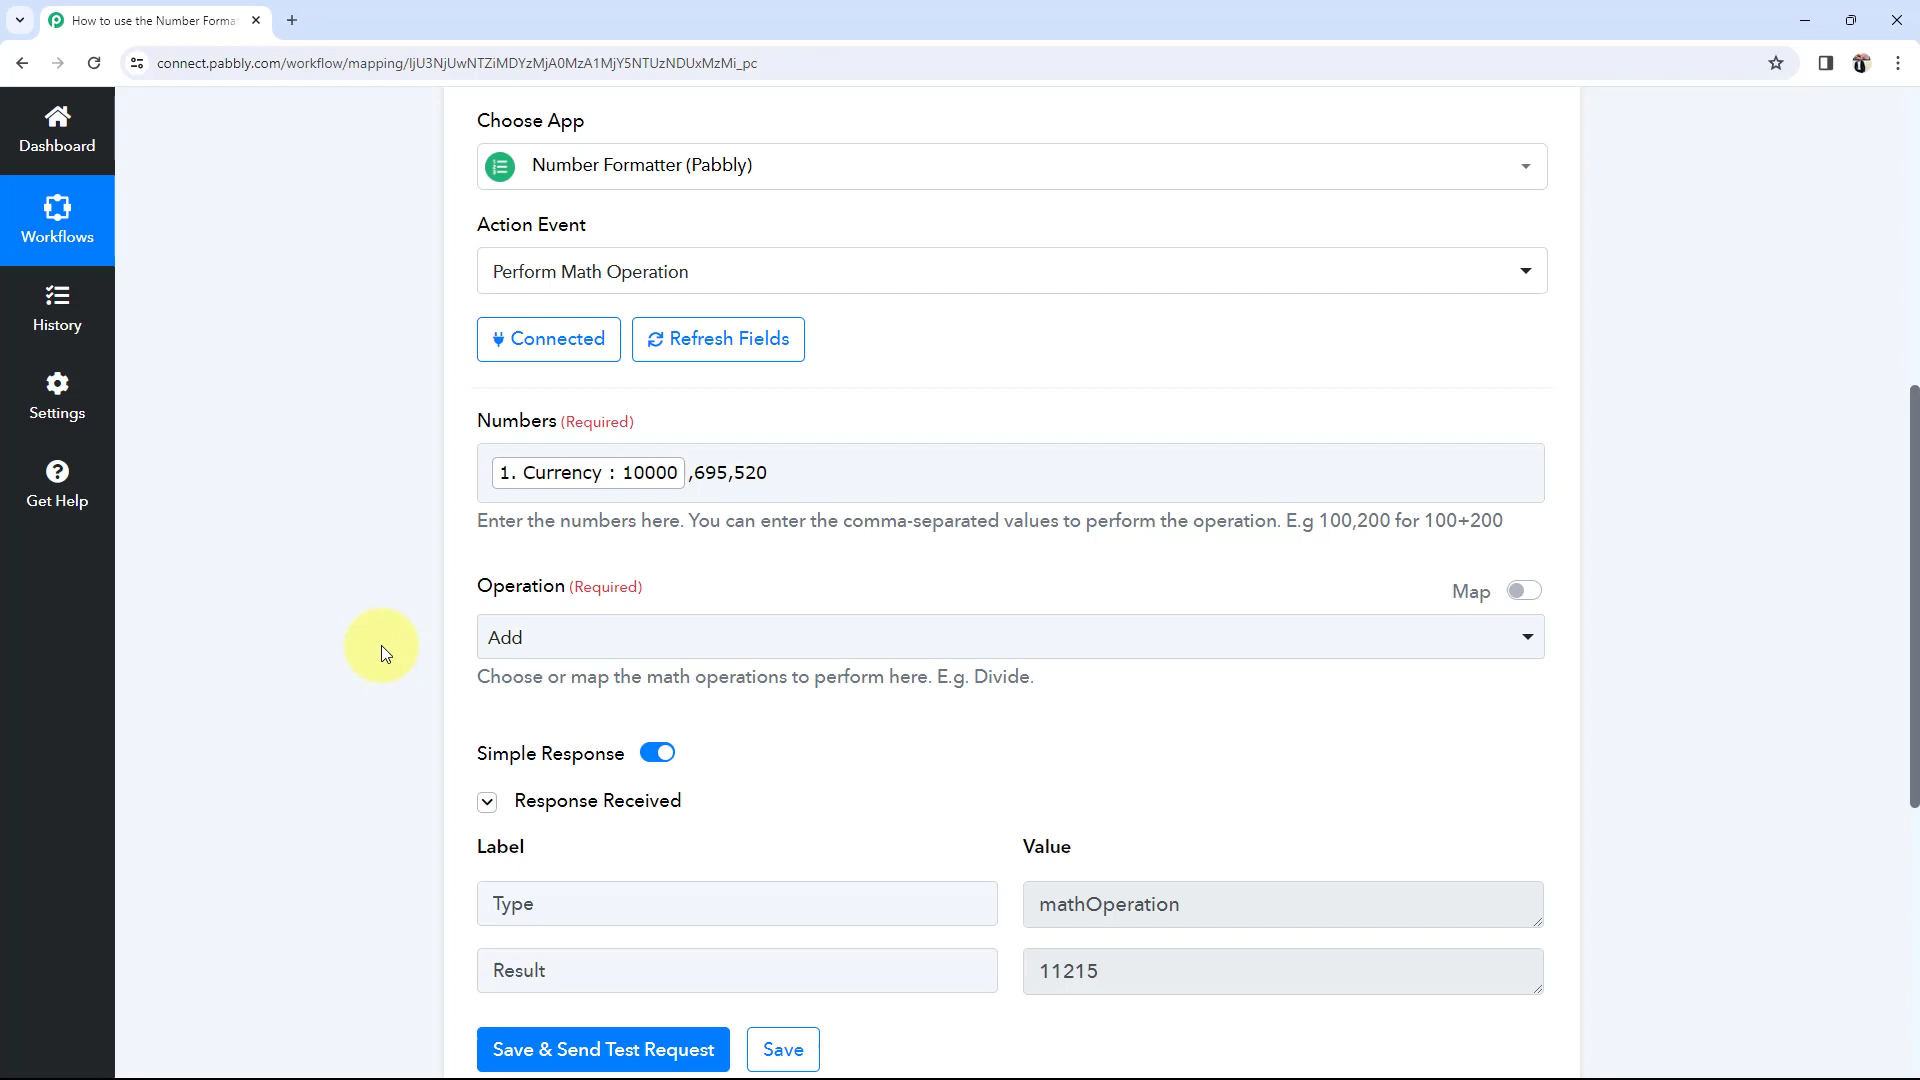 How to use the Number Forma
connect.pabbly.com/workflow/mapping/IjU3NjUwNTZiMDYzMjA0MzA1MjY5NTUzNDUxMzMi_pc
Dashboard
Workflows
History
Settings
Get Help
Choose App
Number Formatter (Pabbly)
Action Event
Perform Math Operation
Connected
Refresh Fields
Numbers (Required)
1. Currency : 10000 ,695,520
Enter the numbers here. You can enter the comma-separated values to perform the operation. E.g 100,200 for 100+200
Operation (Required)
Map
Add
Choose or map the math operations to perform here. E.g. Divide.
Simple Response
Response Received
Label
Value
Type
mathOperation
Result
11215
Save & Send Test Request
Save